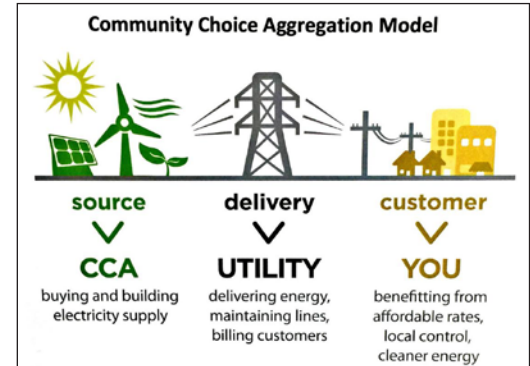 Community Choice Aggregation Model
source
CCA
buying and building
electricity supply
delivery
UTILITY
delivering energy,
maintaining lines,
billing customers
customer
YOU
benefitting from
affordable rates,
local control,
cleaner energy